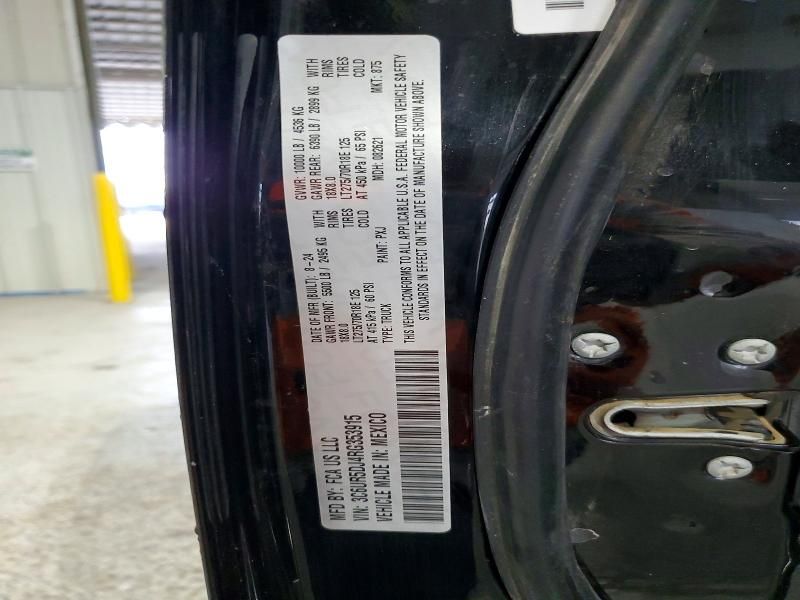 MFD BY: FCA US LLC
VIN: 3C6UR5DJ4RG353915
VEHICLE MADE IN: MEXICO
DATE OF MFR (BUILT): 8-24 GVWR: 10000 LB / 4536 KG
GAWR FRONT: 5500 LB / 2495 KG WITH GAWR REAR: 6390 LB / 2899 KG WITH
18X8.0 RIMS 18X8.0 RIMS
LT275/70R18E 125 TIRES LT275/70R18E 125 TIRES
AT 415 kPa / 60 PSI COLD AT 450 kPa / 65 PSI COLD
TYPE: TRUCK PAINT: PXJ MDH: 082621 MKT: 875
THIS VEHICLE CONFORMS TO ALL APPLICABLE U.S.A. FEDERAL MOTOR VEHICLE SAFETY
STANDARDS IN EFFECT ON THE DATE OF MANUFACTURE SHOWN ABOVE.